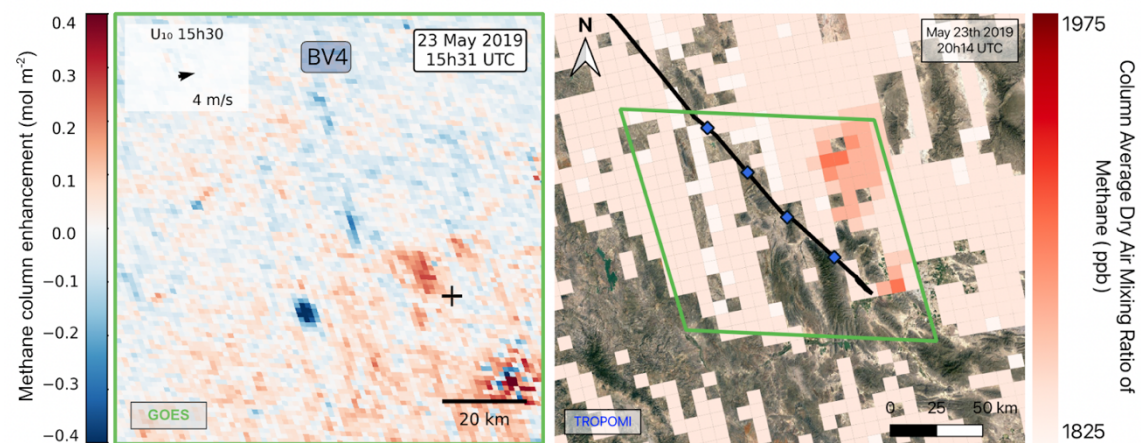 Methane column enhancement (mol m⁻²)
0.4
0.3
0.2
0.1
0.0
−0.1
−0.2
−0.3
−0.4
U₁₀ 15h30
4 m/s
BV4
23 May 2019
15h31 UTC
GOES
20 km
N
May 23th 2019
20h14 UTC
TROPOMI
0 25 50 km
1975
1825
Column Average Dry Air Mixing Ratio of
Methane (ppb)